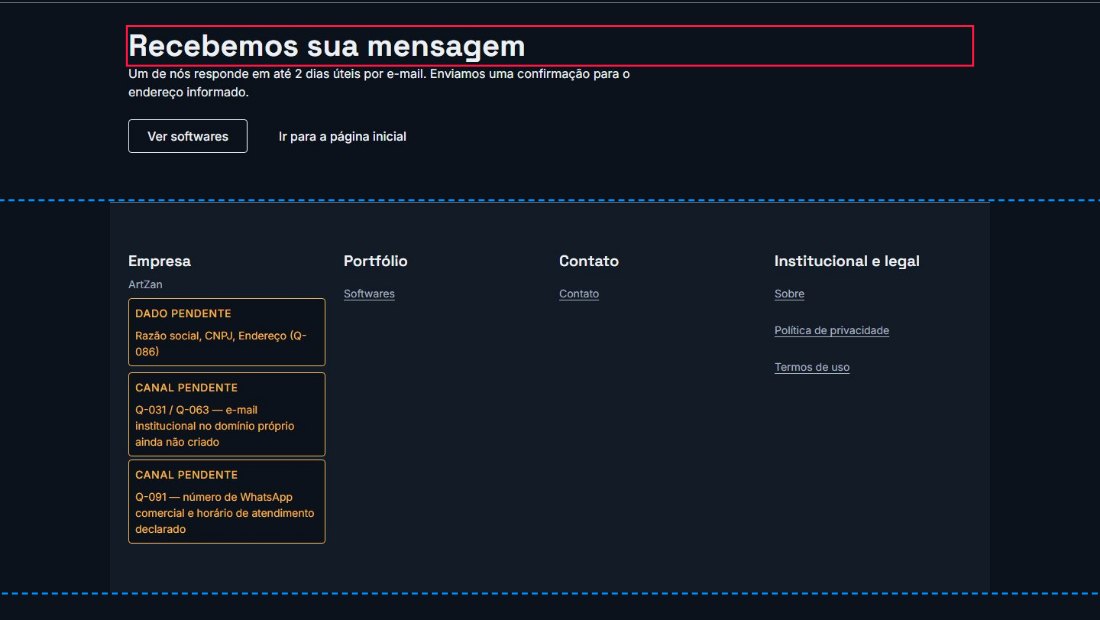 Recebemos sua mensagem
Um de nós responde em até 2 dias úteis por e-mail. Enviamos uma confirmação para o
endereço informado.
Ver softwares
Ir para a página inicial
Empresa
ArtZan
DADO PENDENTE
Razão social, CNPJ, Endereço (Q-
086)
CANAL PENDENTE
Q-031 / Q-063 — e-mail
institucional no domínio próprio
ainda não criado
CANAL PENDENTE
Q-091 — número de WhatsApp
comercial e horário de atendimento
declarado
Portfólio
Softwares
Contato
Contato
Institucional e legal
Sobre
Política de privacidade
Termos de uso